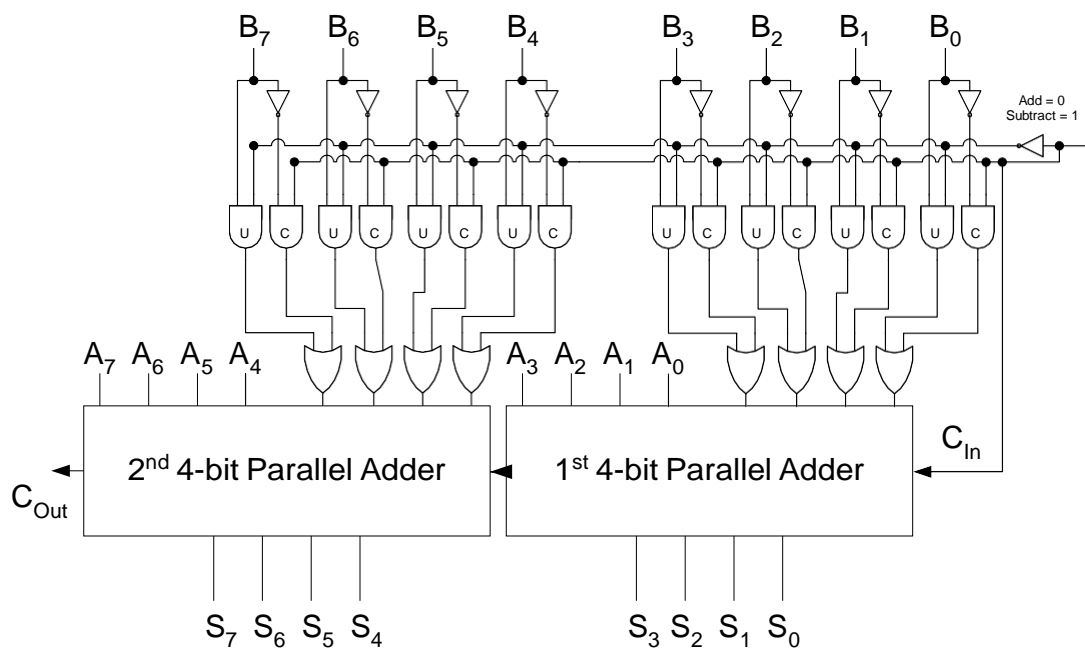 B7 B6 B5 B4 B3 B2 B1 B0
Add = 0
Subtract = 1
U C U C U C U C U C U C U C U C
A7 A6 A5 A4 A3 A2 A1 A0
2nd 4-bit Parallel Adder
1st 4-bit Parallel Adder
CIn
COut
S7 S6 S5 S4 S3 S2 S1 S0